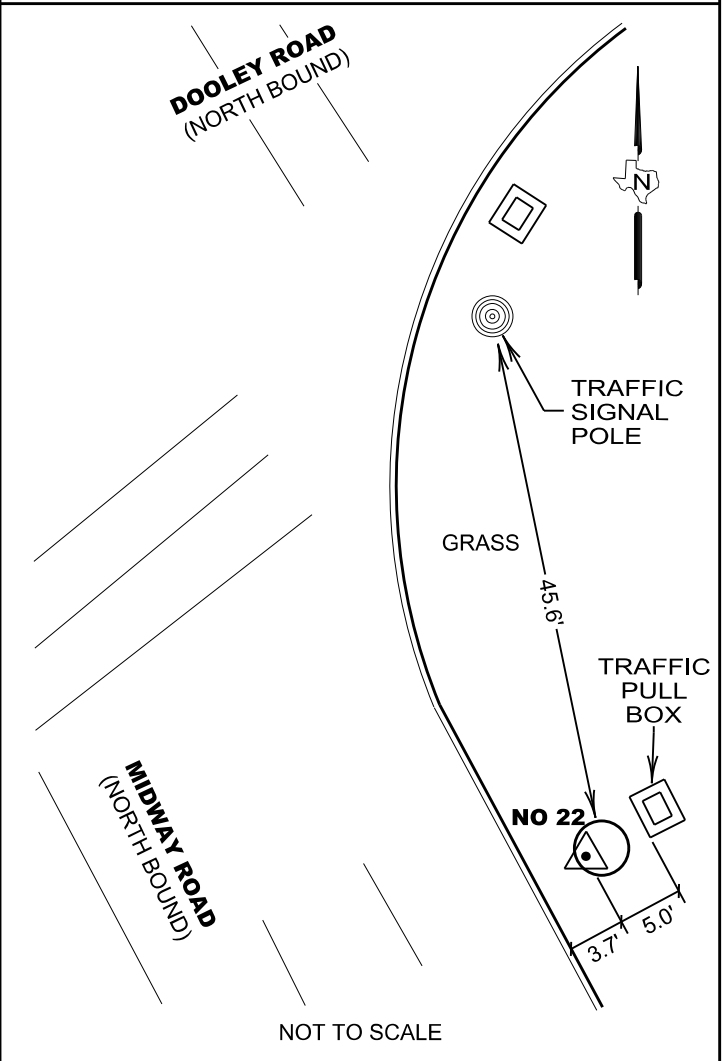 DOOLEY ROAD
(NORTH BOUND)
N
TRAFFIC
SIGNAL
POLE
GRASS
45.6'
TRAFFIC
PULL
BOX
NO 22
MIDWAY ROAD
(NORTH BOUND)
3.7'
5.0'
NOT TO SCALE